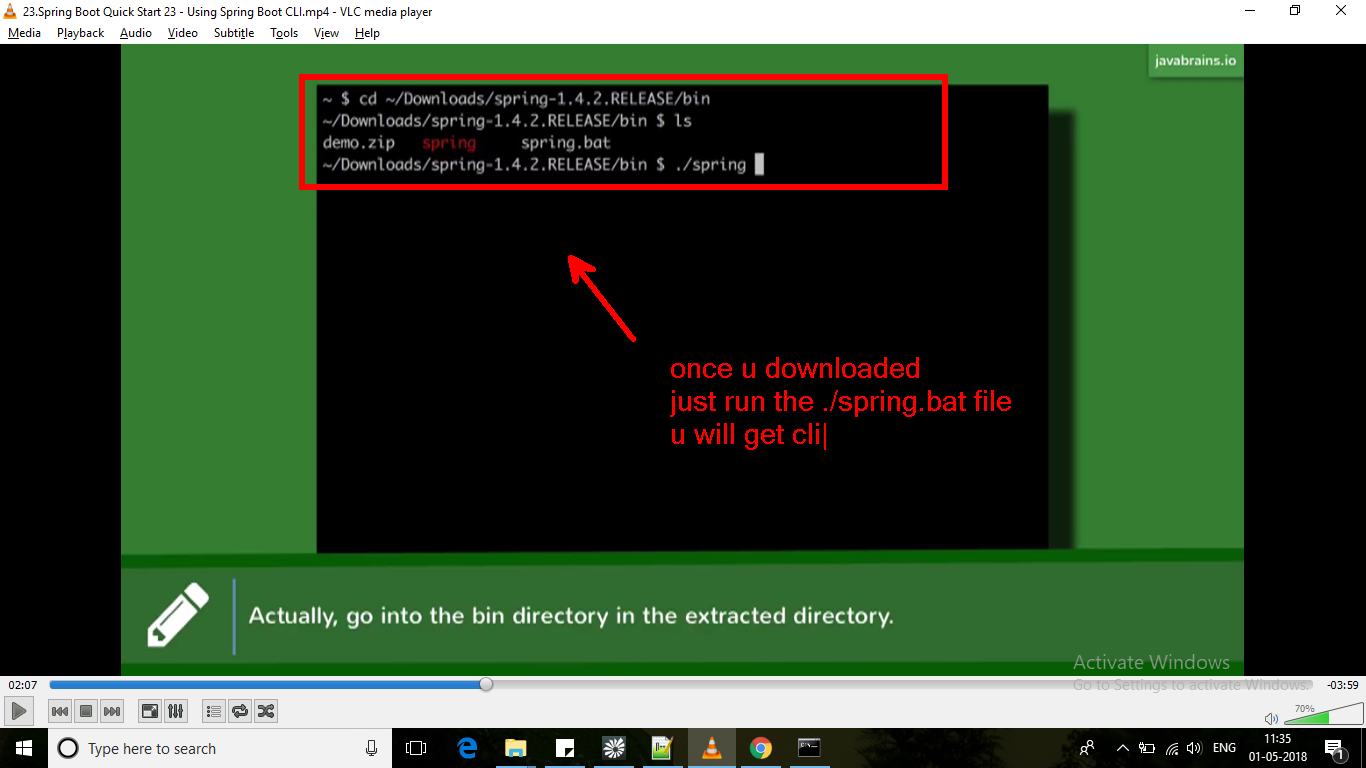 23.Spring Boot Quick Start 23 - Using Spring Boot CLI.mp4 - VLC media player
Media Playback Audio Video Subtitle Tools View Help
javabrains.io
~ $ cd ~/Downloads/spring-1.4.2.RELEASE/bin
~/Downloads/spring-1.4.2.RELEASE/bin $ ls
demo.zip spring spring.bat
~/Downloads/spring-1.4.2.RELEASE/bin $ ./spring
once u downloaded
just run the ./spring.bat file
u will get cli
Actually, go into the bin directory in the extracted directory.
Activate Windows
Go to Settings to activate Windows.
02:07 -03:59
70%
Type here to search
ENG
11:35
01-05-2018
1